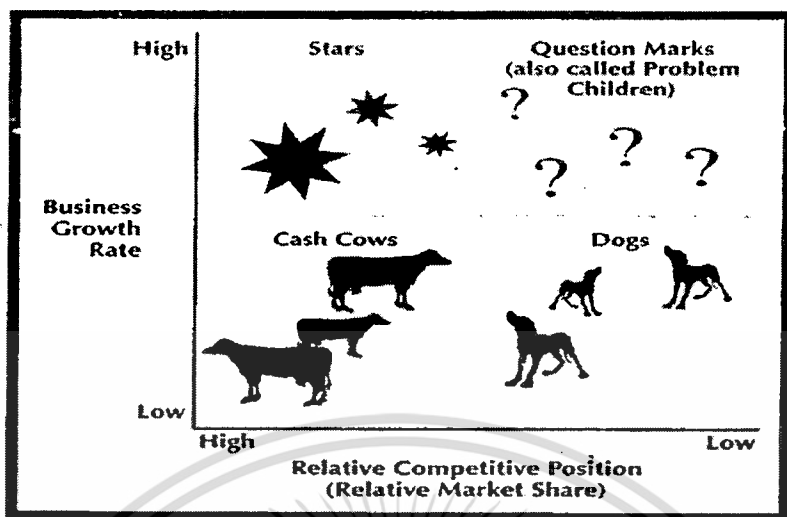 High
Stars
Question Marks
(also called Problem
Children)
?
?
?
?
Business
Growth
Rate
Cash Cows
Dogs
Low
High
Low
Relative Competitive Position
(Relative Market Share)